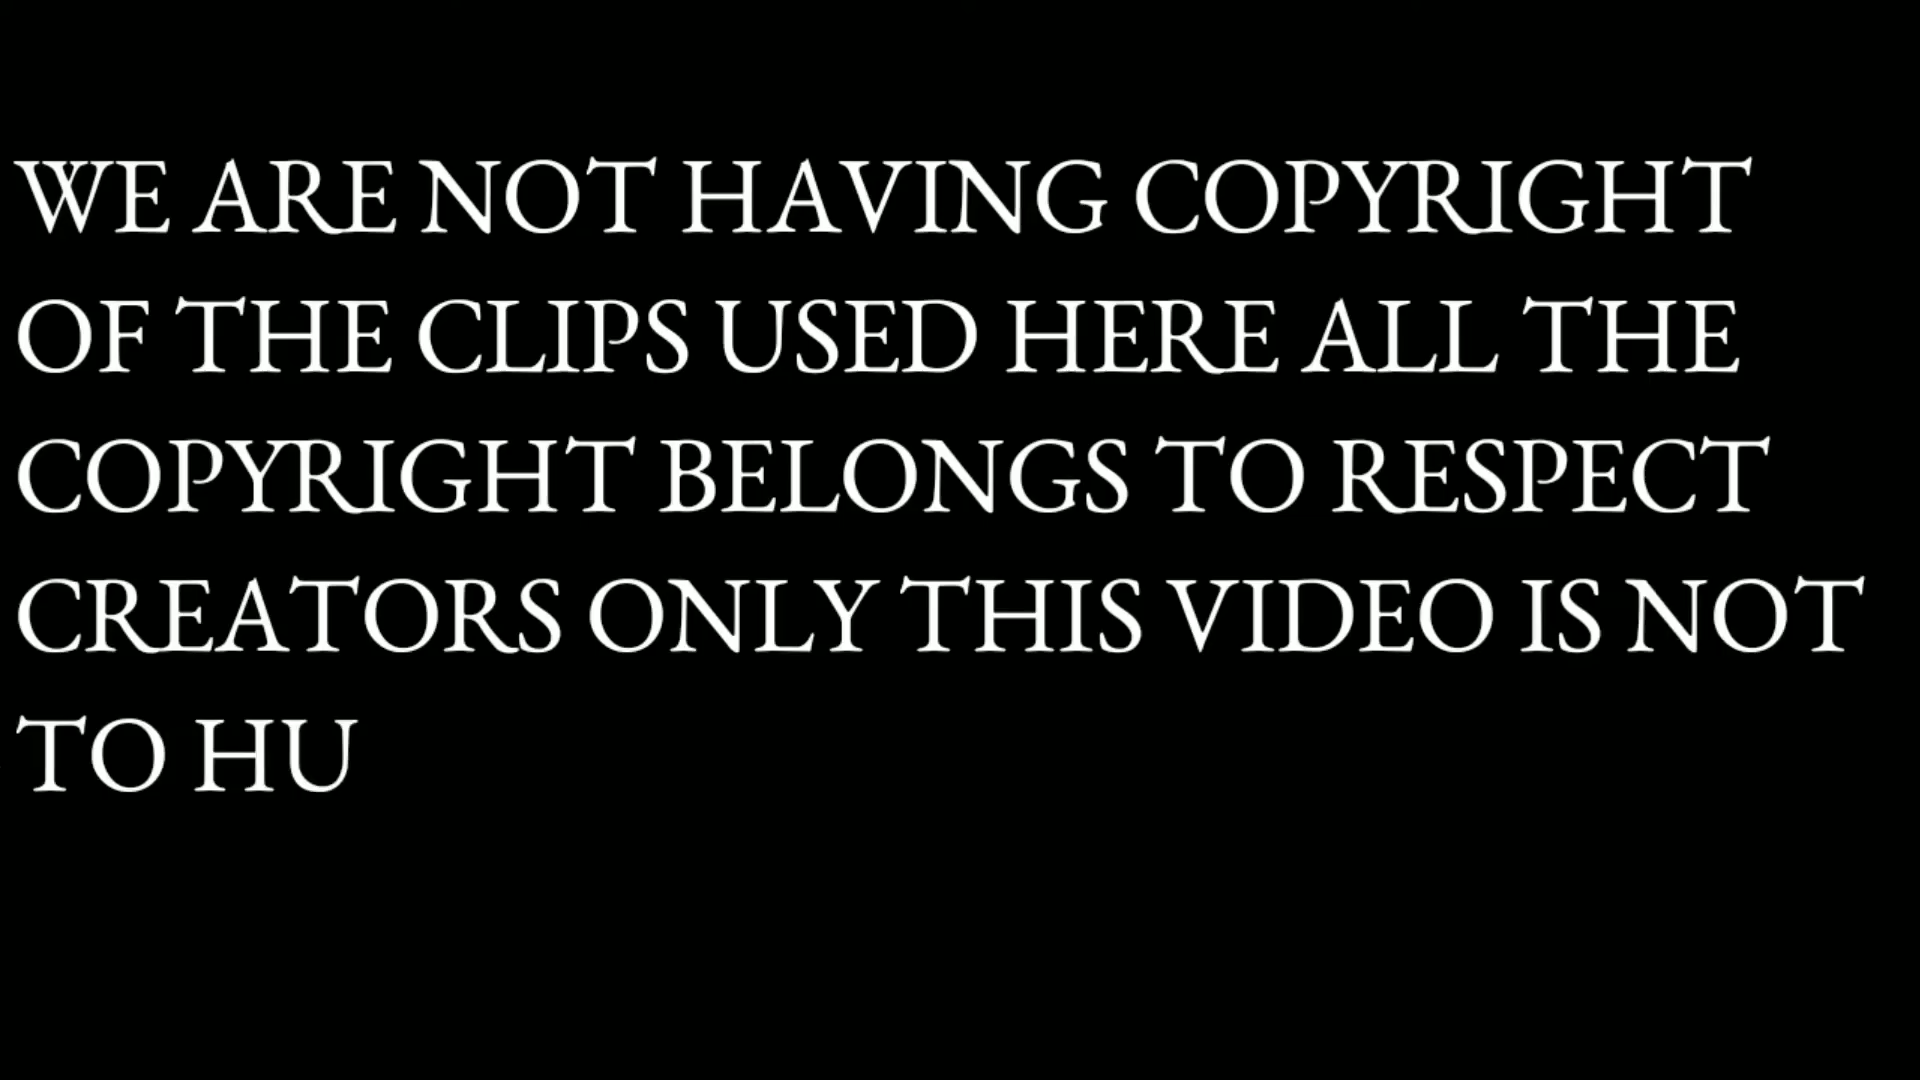 WE ARE NOT HAVING COPYRIGHT
OF THE CLIPS USED HERE ALL THE
COPYRIGHT BELONGS TO RESPECT
CREATORS ONLY THIS VIDEO IS NOT
TO HU